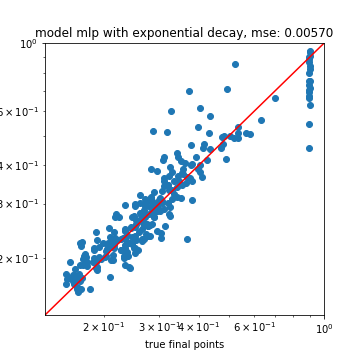 model mlp with exponential decay, mse: 0.00570
10⁰
6 × 10⁻¹
4 × 10⁻¹
3 × 10⁻¹
2 × 10⁻¹
2 × 10⁻¹ 3 × 10⁻¹ 4 × 10⁻¹ 6 × 10⁻¹ 10⁰
true final points